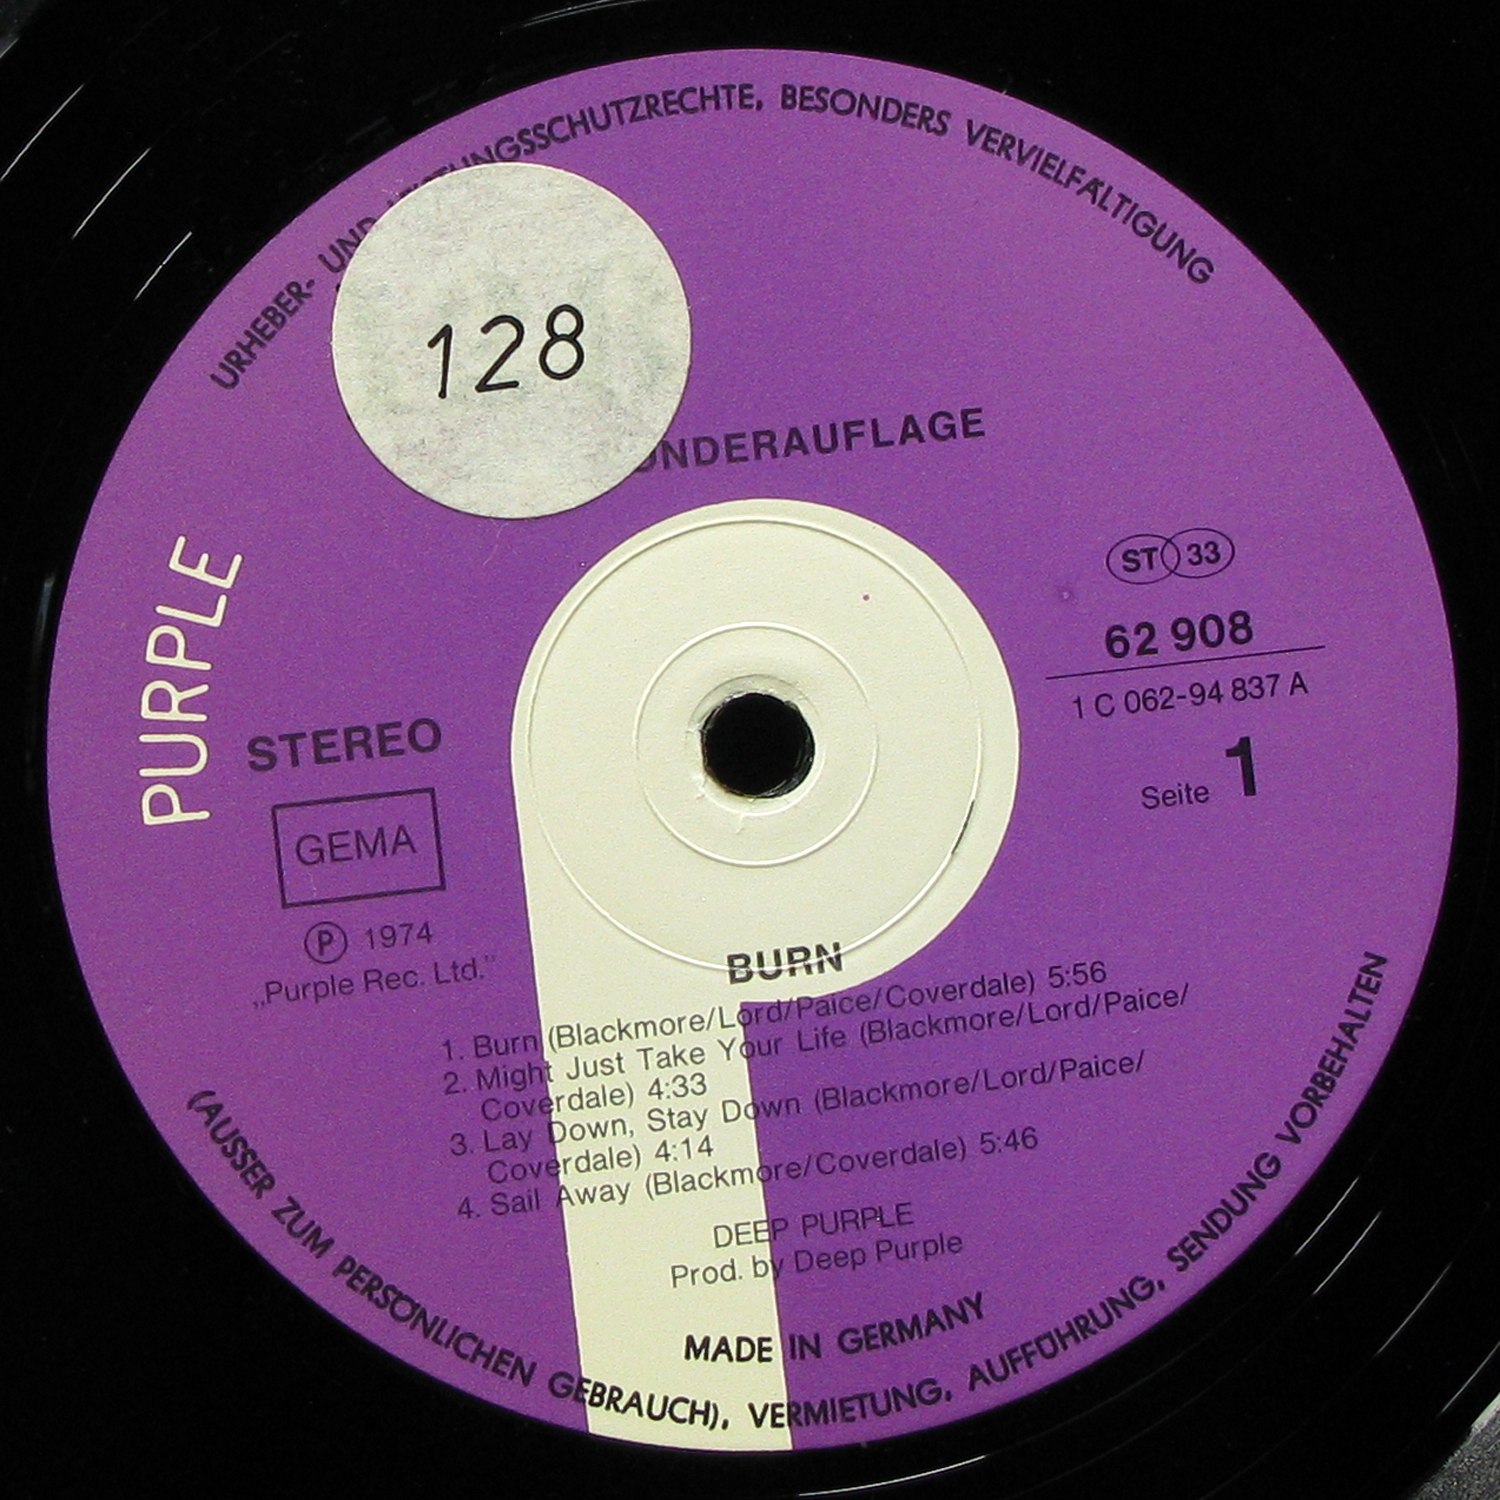 URHEBER- UND LEISTUNGSSCHUTZRECHTE, BESONDERS VERVIELFÄLTIGUNG
128
PURPLE
STEREO
GEMA
Ⓟ 1974
„Purple Rec. Ltd."
ST 33
62 908
1 C 062-94 837 A
Seite 1
BURN
1. Burn (Blackmore/Lord/Paice/Coverdale) 5:56
2. Might Just Take Your Life (Blackmore/Lord/Paice/
Coverdale) 4:33
3. Lay Down, Stay Down (Blackmore/Lord/Paice/
Coverdale) 4:14
4. Sail Away (Blackmore/Coverdale) 5:46
DEEP PURPLE
Prod. by Deep Purple
MADE IN GERMANY
(AUSSER ZUM PERSÖNLICHEN GEBRAUCH), VERMIETUNG, AUFFÜHRUNG, SENDUNG VORBEHALTEN